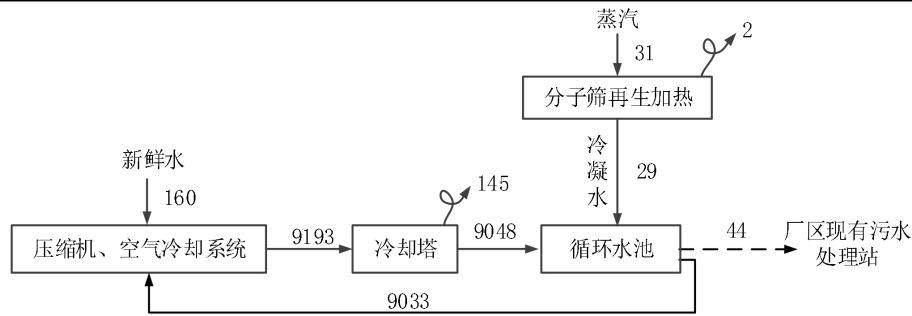 蒸汽
31
2
分子筛再生加热
冷凝水
29
新鲜水
160
145
压缩机、空气冷却系统
9193
冷却塔
9048
循环水池
44
厂区现有污水
处理站
9033